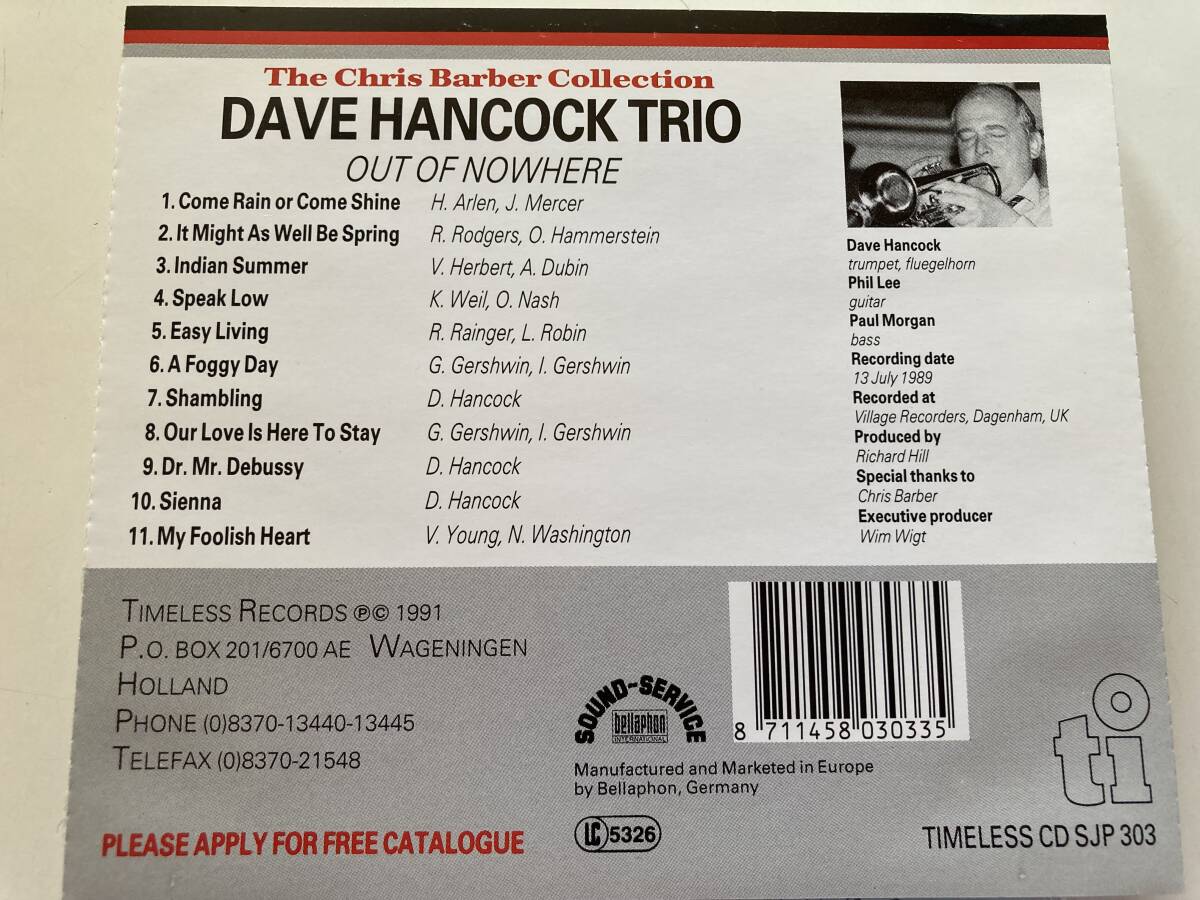 The Chris Barber Collection
DAVE HANCOCK TRIO
OUT OF NOWHERE
1. Come Rain or Come Shine H. Arlen, J. Mercer
2. It Might As Well Be Spring R. Rodgers, O. Hammerstein
3. Indian Summer V. Herbert, A. Dubin
4. Speak Low K. Weil, O. Nash
5. Easy Living R. Rainger, L. Robin
6. A Foggy Day G. Gershwin, I. Gershwin
7. Shambling D. Hancock
8. Our Love Is Here To Stay G. Gershwin, I. Gershwin
9. Dr. Mr. Debussy D. Hancock
10. Sienna D. Hancock
11. My Foolish Heart V. Young, N. Washington
Dave Hancock
trumpet, fluegelhorn
Phil Lee
guitar
Paul Morgan
bass
Recording date
13 July 1989
Recorded at
Village Recorders, Dagenham, UK
Produced by
Richard Hill
Special thanks to
Chris Barber
Executive producer
Wim Wigt
TIMELESS RECORDS ℗© 1991
P.O. BOX 201/6700 AE WAGENINGEN
HOLLAND
PHONE (0)8370-13440-13445
TELEFAX (0)8370-21548
PLEASE APPLY FOR FREE CATALOGUE
SOUND-SERVICE
bellaphon
INTERNATIONAL
Manufactured and Marketed in Europe
by Bellaphon, Germany
LC 5326
8 711458 030335
ti
TIMELESS CD SJP 303